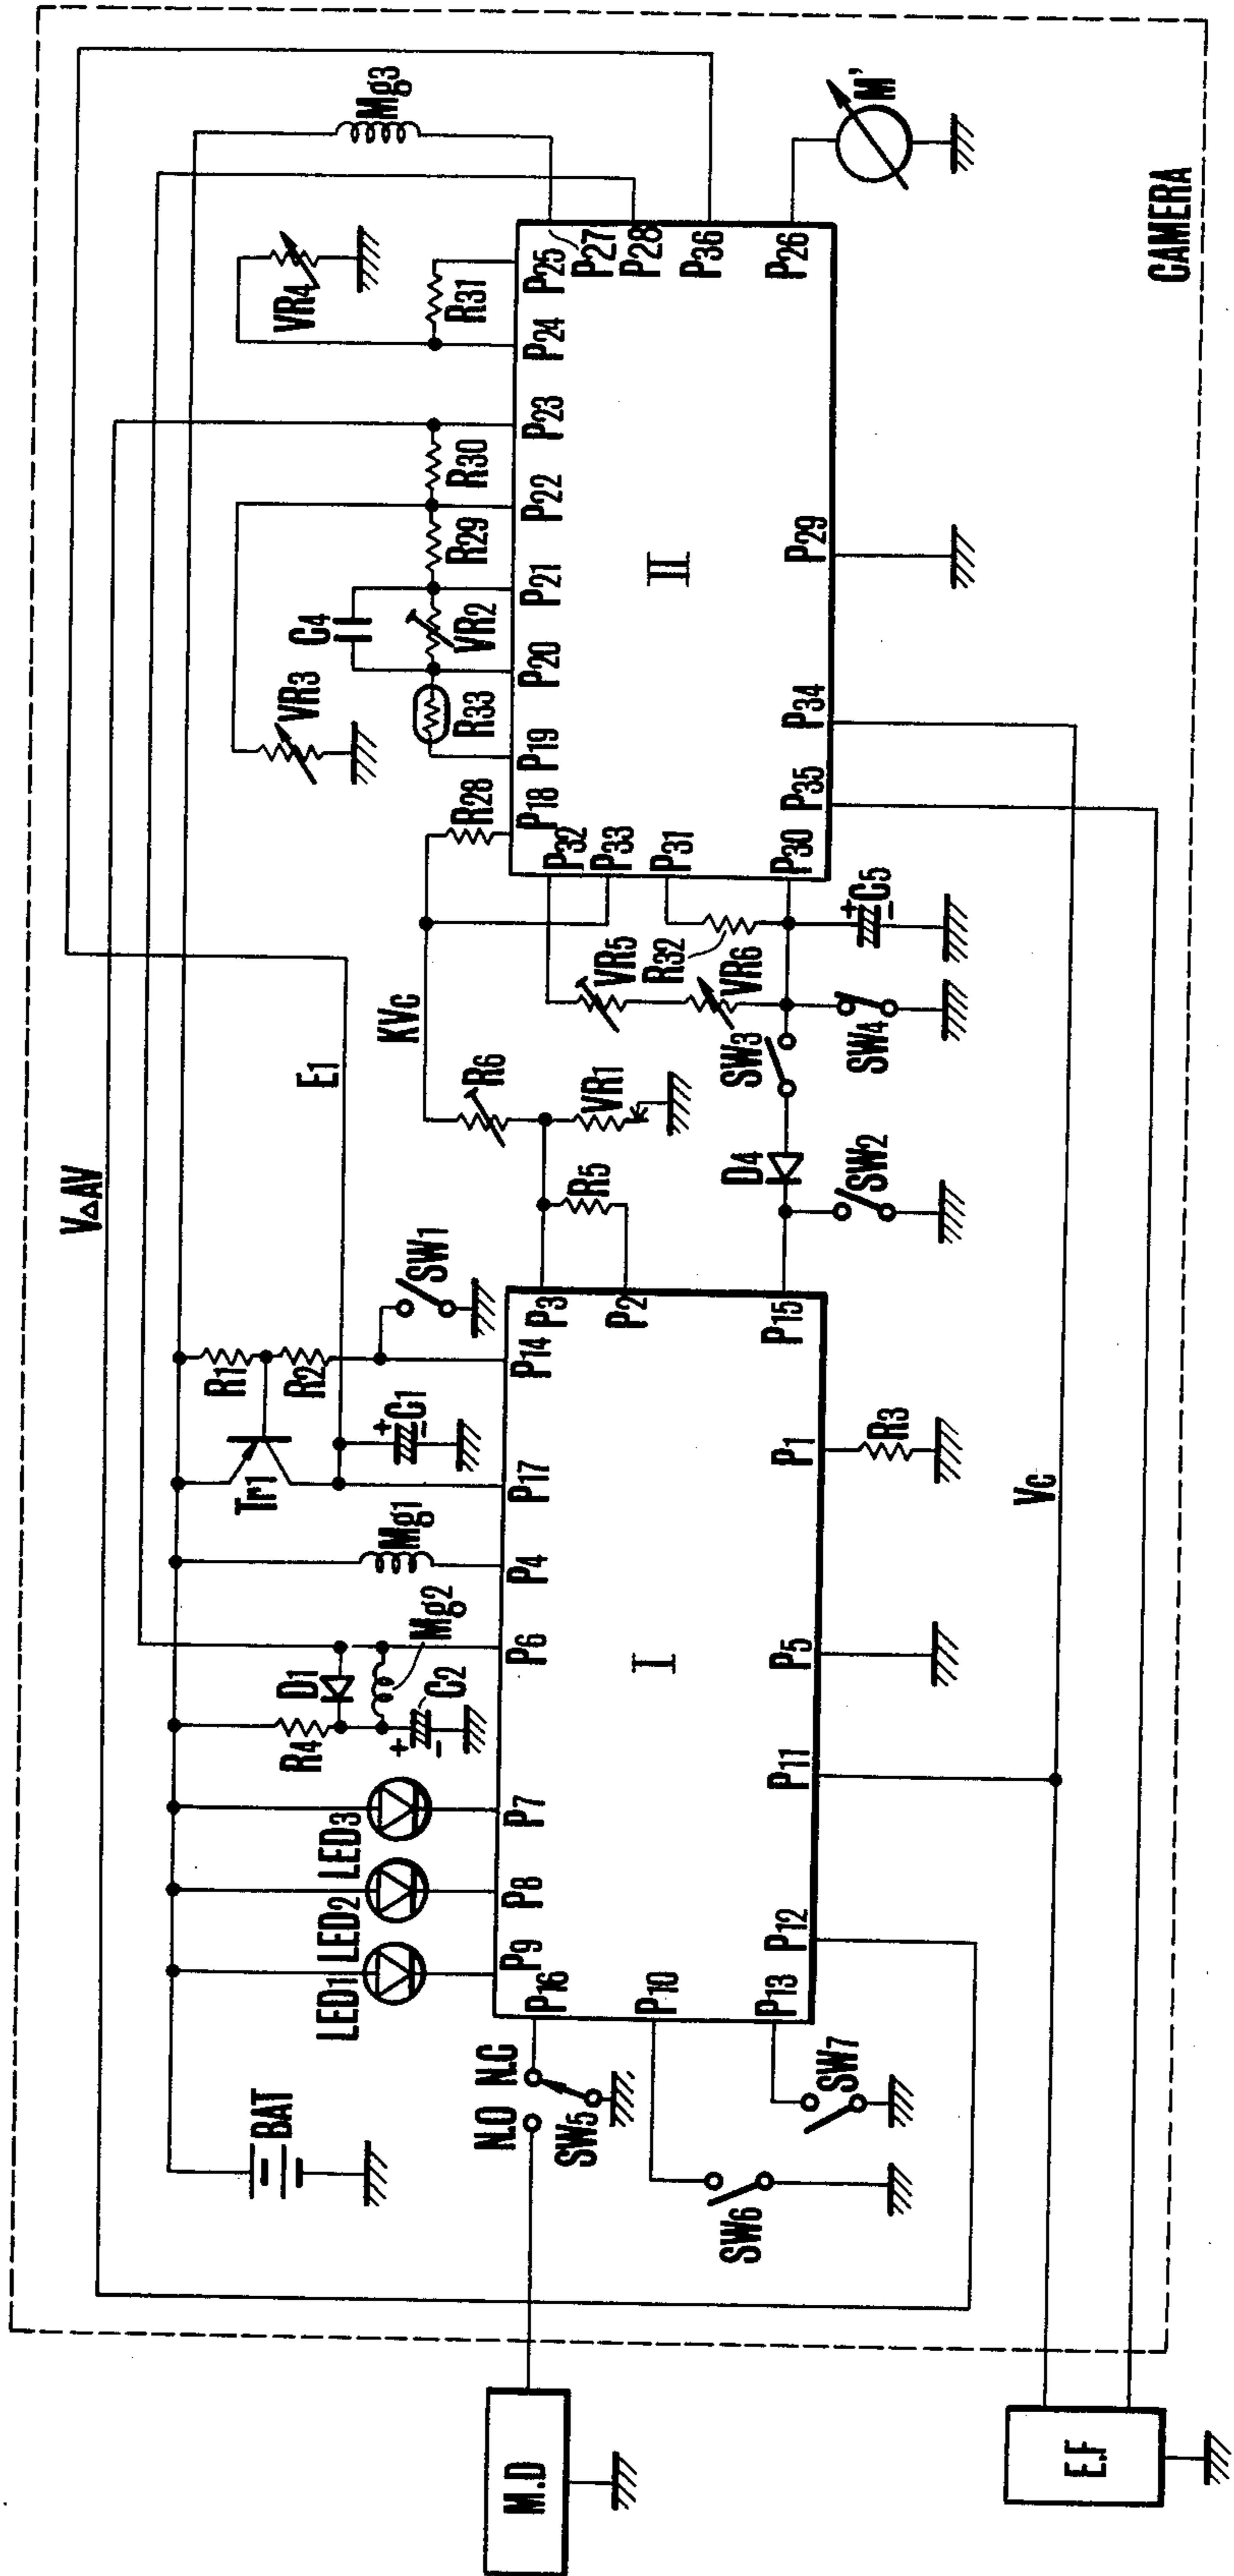 V△AV
E1
KVC
Mg3
VR4
R31
R30
R29
C4
VR2
VR3
R33
R28
P18
P19
P20
P21
P22
P23
P24
P25
P27
P28
P36
P26
P32
P33
P31
P30
P35
P34
P29
II
M'
CAMERA
R6
VR1
R5
VR5
R32
VR6
C5
+
-
SW3
SW4
D4
SW2
SW1
R1
R2
Tr1
C1
+
-
Mg1
Mg2
D1
R4
C2
+
-
LED3
LED2
LED1
BAT
P9
P8
P7
P6
P4
P17
P14
P3
P2
P15
P16
P10
P13
P12
P11
P5
P1
I
R3
VC
N.O
N.C
SW5
SW6
SW7
M.D
E.F